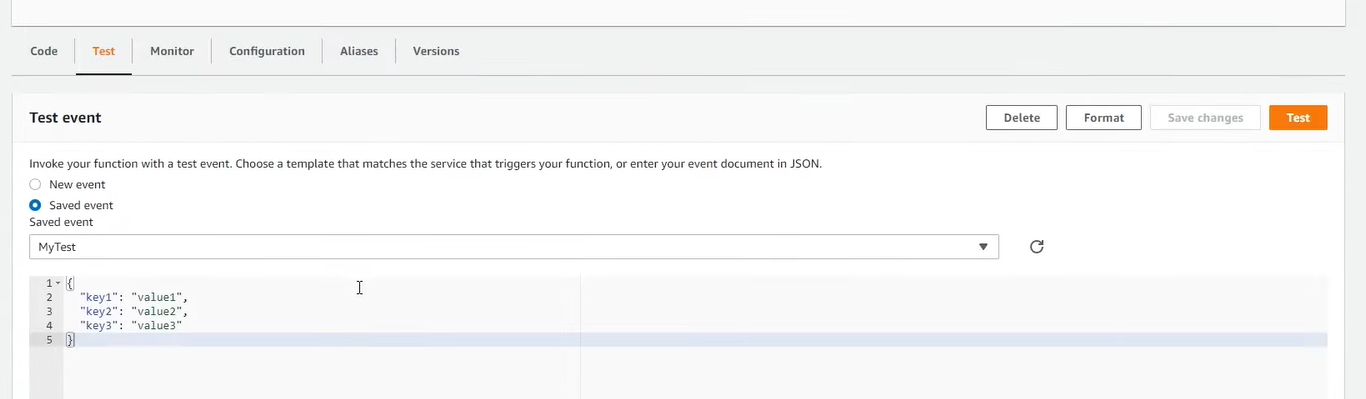 Code Test Monitor Configuration Aliases Versions
Test event Delete Format Save changes Test
Invoke your function with a test event. Choose a template that matches the service that triggers your function, or enter your event document in JSON.
New event
Saved event
Saved event
MyTest
1 {
2 "key1": "value1",
3 "key2": "value2",
4 "key3": "value3"
5 }